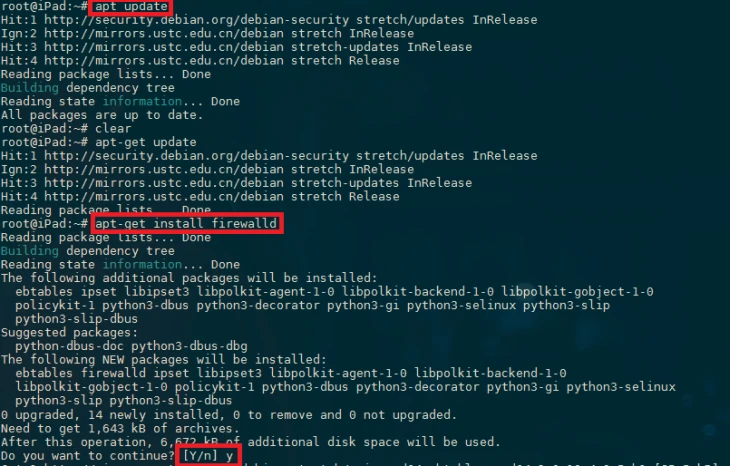 root@iPad:~# apt update
Hit:1 http://security.debian.org/debian-security stretch/updates InRelease
Ign:2 http://mirrors.ustc.edu.cn/debian stretch InRelease
Hit:3 http://mirrors.ustc.edu.cn/debian stretch-updates InRelease
Hit:4 http://mirrors.ustc.edu.cn/debian stretch Release
Reading package lists... Done
Building dependency tree
Reading state information... Done
All packages are up to date.
root@iPad:~# clear
root@iPad:~# apt-get update
Hit:1 http://security.debian.org/debian-security stretch/updates InRelease
Ign:2 http://mirrors.ustc.edu.cn/debian stretch InRelease
Hit:3 http://mirrors.ustc.edu.cn/debian stretch-updates InRelease
Hit:4 http://mirrors.ustc.edu.cn/debian stretch Release
Reading package lists... Done
root@iPad:~# apt-get install firewalld
Reading package lists... Done
Building dependency tree
Reading state information... Done
The following additional packages will be installed:
ebtables ipset libipset3 libpolkit-agent-1-0 libpolkit-backend-1-0 libpolkit-gobject-1-0
policykit-1 python3-dbus python3-decorator python3-gi python3-selinux python3-slip
python3-slip-dbus
Suggested packages:
python-dbus-doc python3-dbus-dbg
The following NEW packages will be installed:
ebtables firewalld ipset libipset3 libpolkit-agent-1-0 libpolkit-backend-1-0
libpolkit-gobject-1-0 policykit-1 python3-dbus python3-decorator python3-gi python3-selinux
python3-slip python3-slip-dbus
0 upgraded, 14 newly installed, 0 to remove and 0 not upgraded.
Need to get 1,643 kB of archives.
After this operation, 6,672 kB of additional disk space will be used.
Do you want to continue? [Y/n] y